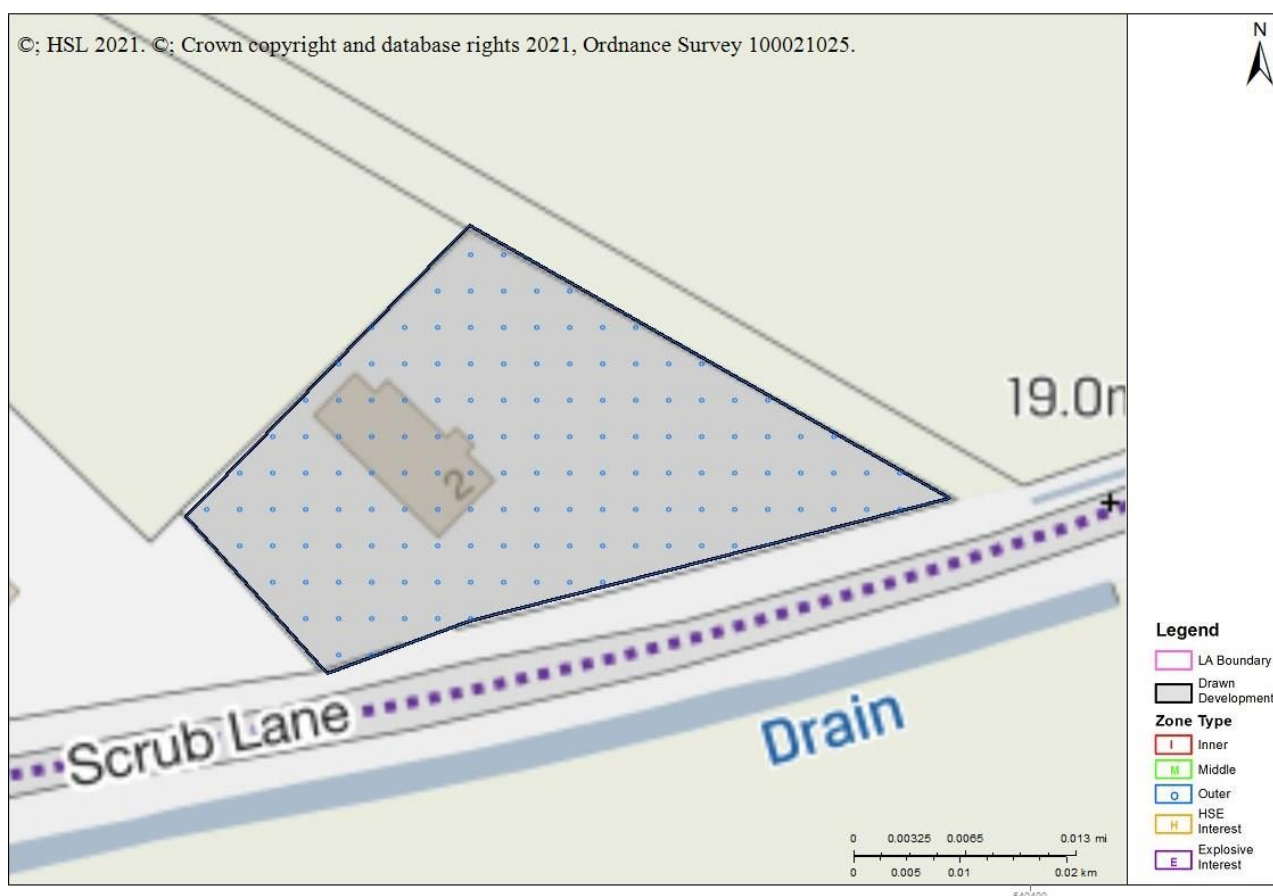 ©; HSL 2021. ©; Crown copyright and database rights 2021, Ordnance Survey 100021025.
N
19.0m
2
Scrub Lane
Drain
Legend
LA Boundary
Drawn
Development
Zone Type
I Inner
M Middle
O Outer
H HSE
Interest
E Explosive
Interest
0 0.00325 0.0065 0.013 mi
0 0.005 0.01 0.02 km